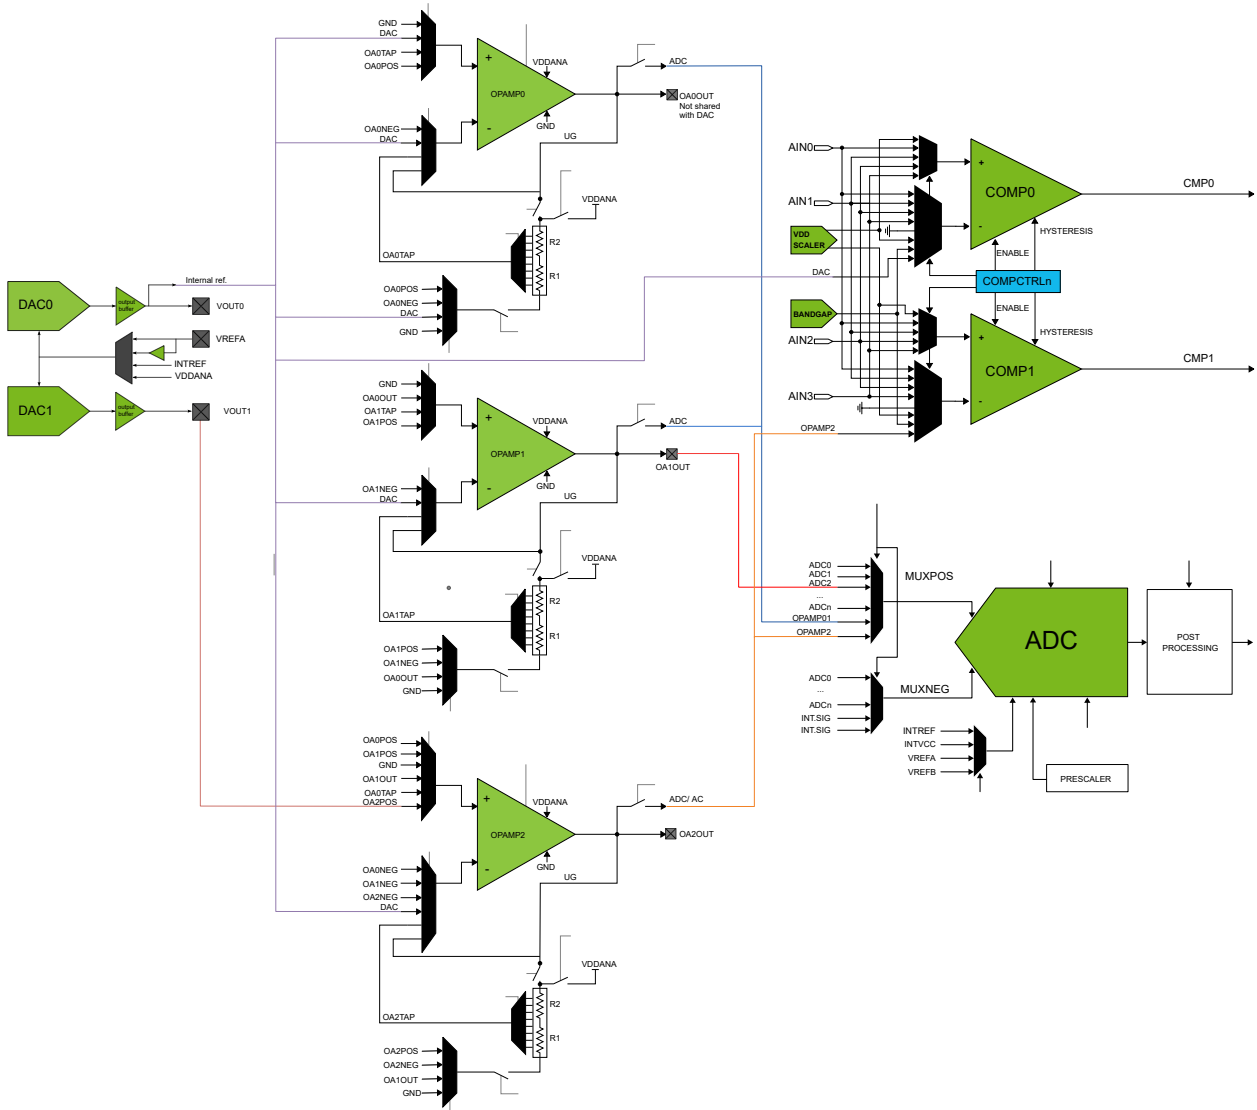 DAC0
output
buffer
Internal ref.
VOUT0
VREFA
INTREF
VDDANA
DAC1
output
buffer
VOUT1
GND
DAC
OA0TAP
OA0POS
OA0NEG
DAC
OPAMP0
+
-
VDDANA
GND
UG
ADC
OA0OUT
Not shared
with DAC
VDDANA
R2
R1
OA0TAP
OA0POS
OA0NEG
DAC
GND
GND
OA0OUT
OA1TAP
OA1POS
OA1NEG
DAC
OPAMP1
+
-
VDDANA
GND
UG
ADC
OA1OUT
VDDANA
R2
R1
OA1TAP
OA1POS
OA1NEG
OA0OUT
GND
OA0POS
OA1POS
GND
OA1OUT
OA0TAP
OA2POS
OA0NEG
OA1NEG
OA2NEG
DAC
OPAMP2
+
-
VDDANA
GND
UG
ADC/ AC
OA2OUT
VDDANA
R2
R1
OA2TAP
OA2POS
OA2NEG
OA1OUT
GND
AIN0
AIN1
VDD
SCALER
DAC
BANDGAP
AIN2
AIN3
OPAMP2
COMP0
+
-
CMP0
HYSTERESIS
ENABLE
COMPCTRLn
ENABLE
HYSTERESIS
COMP1
+
-
CMP1
ADC0
ADC1
ADC2
...
ADCn
OPAMP01
OPAMP2
MUXPOS
ADC0
...
ADCn
INT.SIG
INT.SIG
MUXNEG
ADC
POST
PROCESSING
INTREF
INTVCC
VREFA
VREFB
PRESCALER